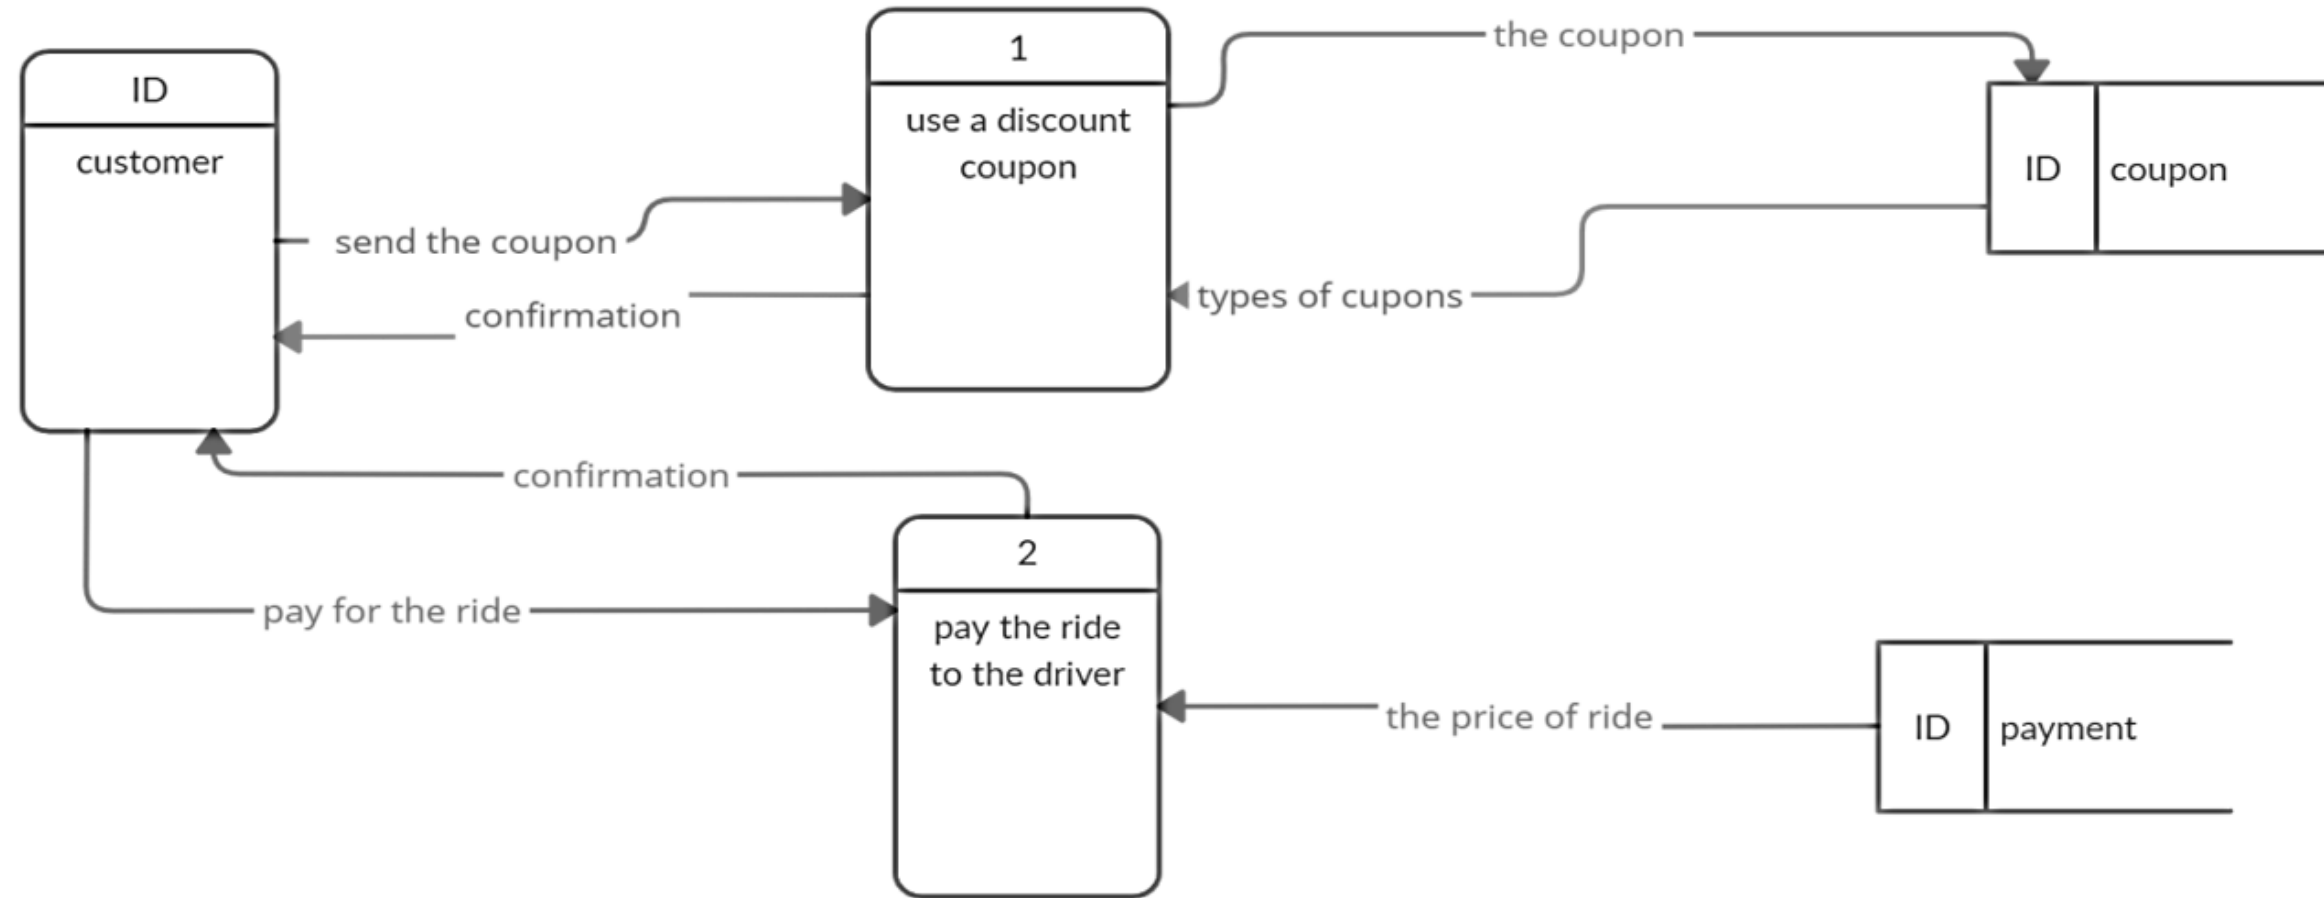 ID
customer
send the coupon
confirmation
1
use a discount
coupon
the coupon
types of cupons
ID
coupon
confirmation
pay for the ride
2
pay the ride
to the driver
the price of ride
ID
payment